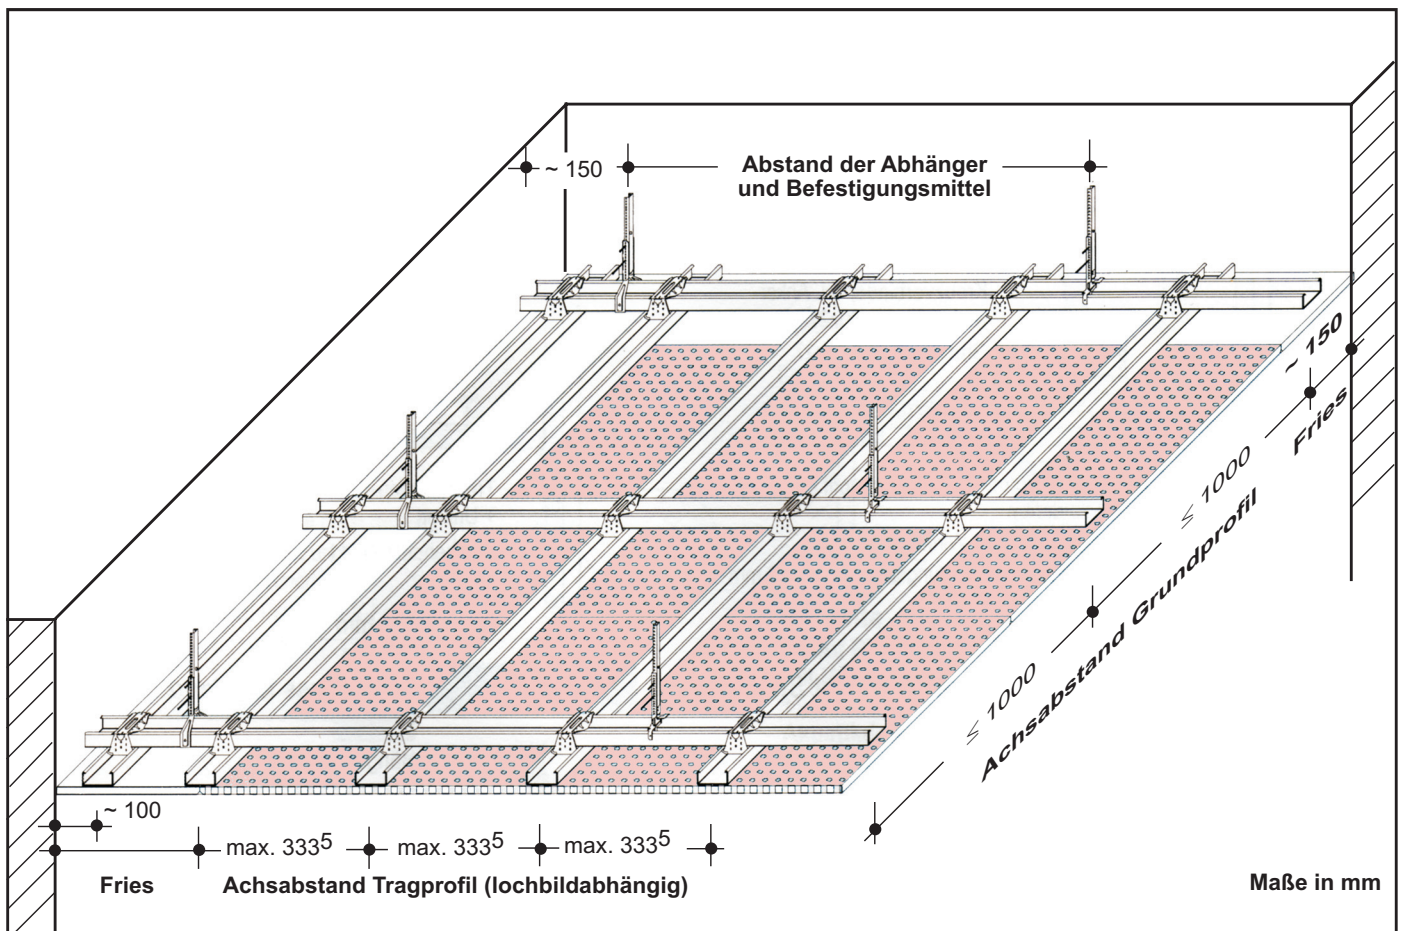 ~ 150
Abstand der Abhänger
und Befestigungsmittel
~ 150
Fries
≤ 1000
≤ 1000
Achsabstand Grundprofil
~ 100
max. 333⁵
max. 333⁵
max. 333⁵
Fries
Achsabstand Tragprofil (lochbildabhängig)
Maße in mm